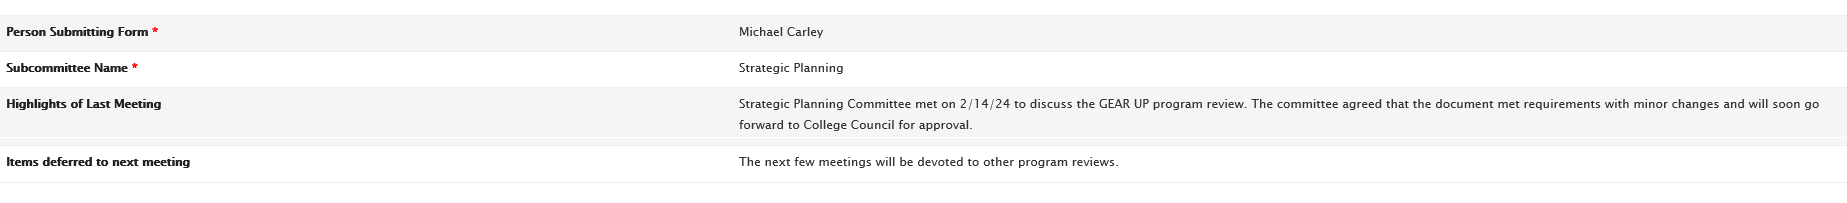 Person Submitting Form * Michael Carley
Subcommittee Name * Strategic Planning
Highlights of Last Meeting Strategic Planning Committee met on 2/14/24 to discuss the GEAR UP program review. The committee agreed that the document met requirements with minor changes and will soon go
forward to College Council for approval.
Items deferred to next meeting The next few meetings will be devoted to other program reviews.